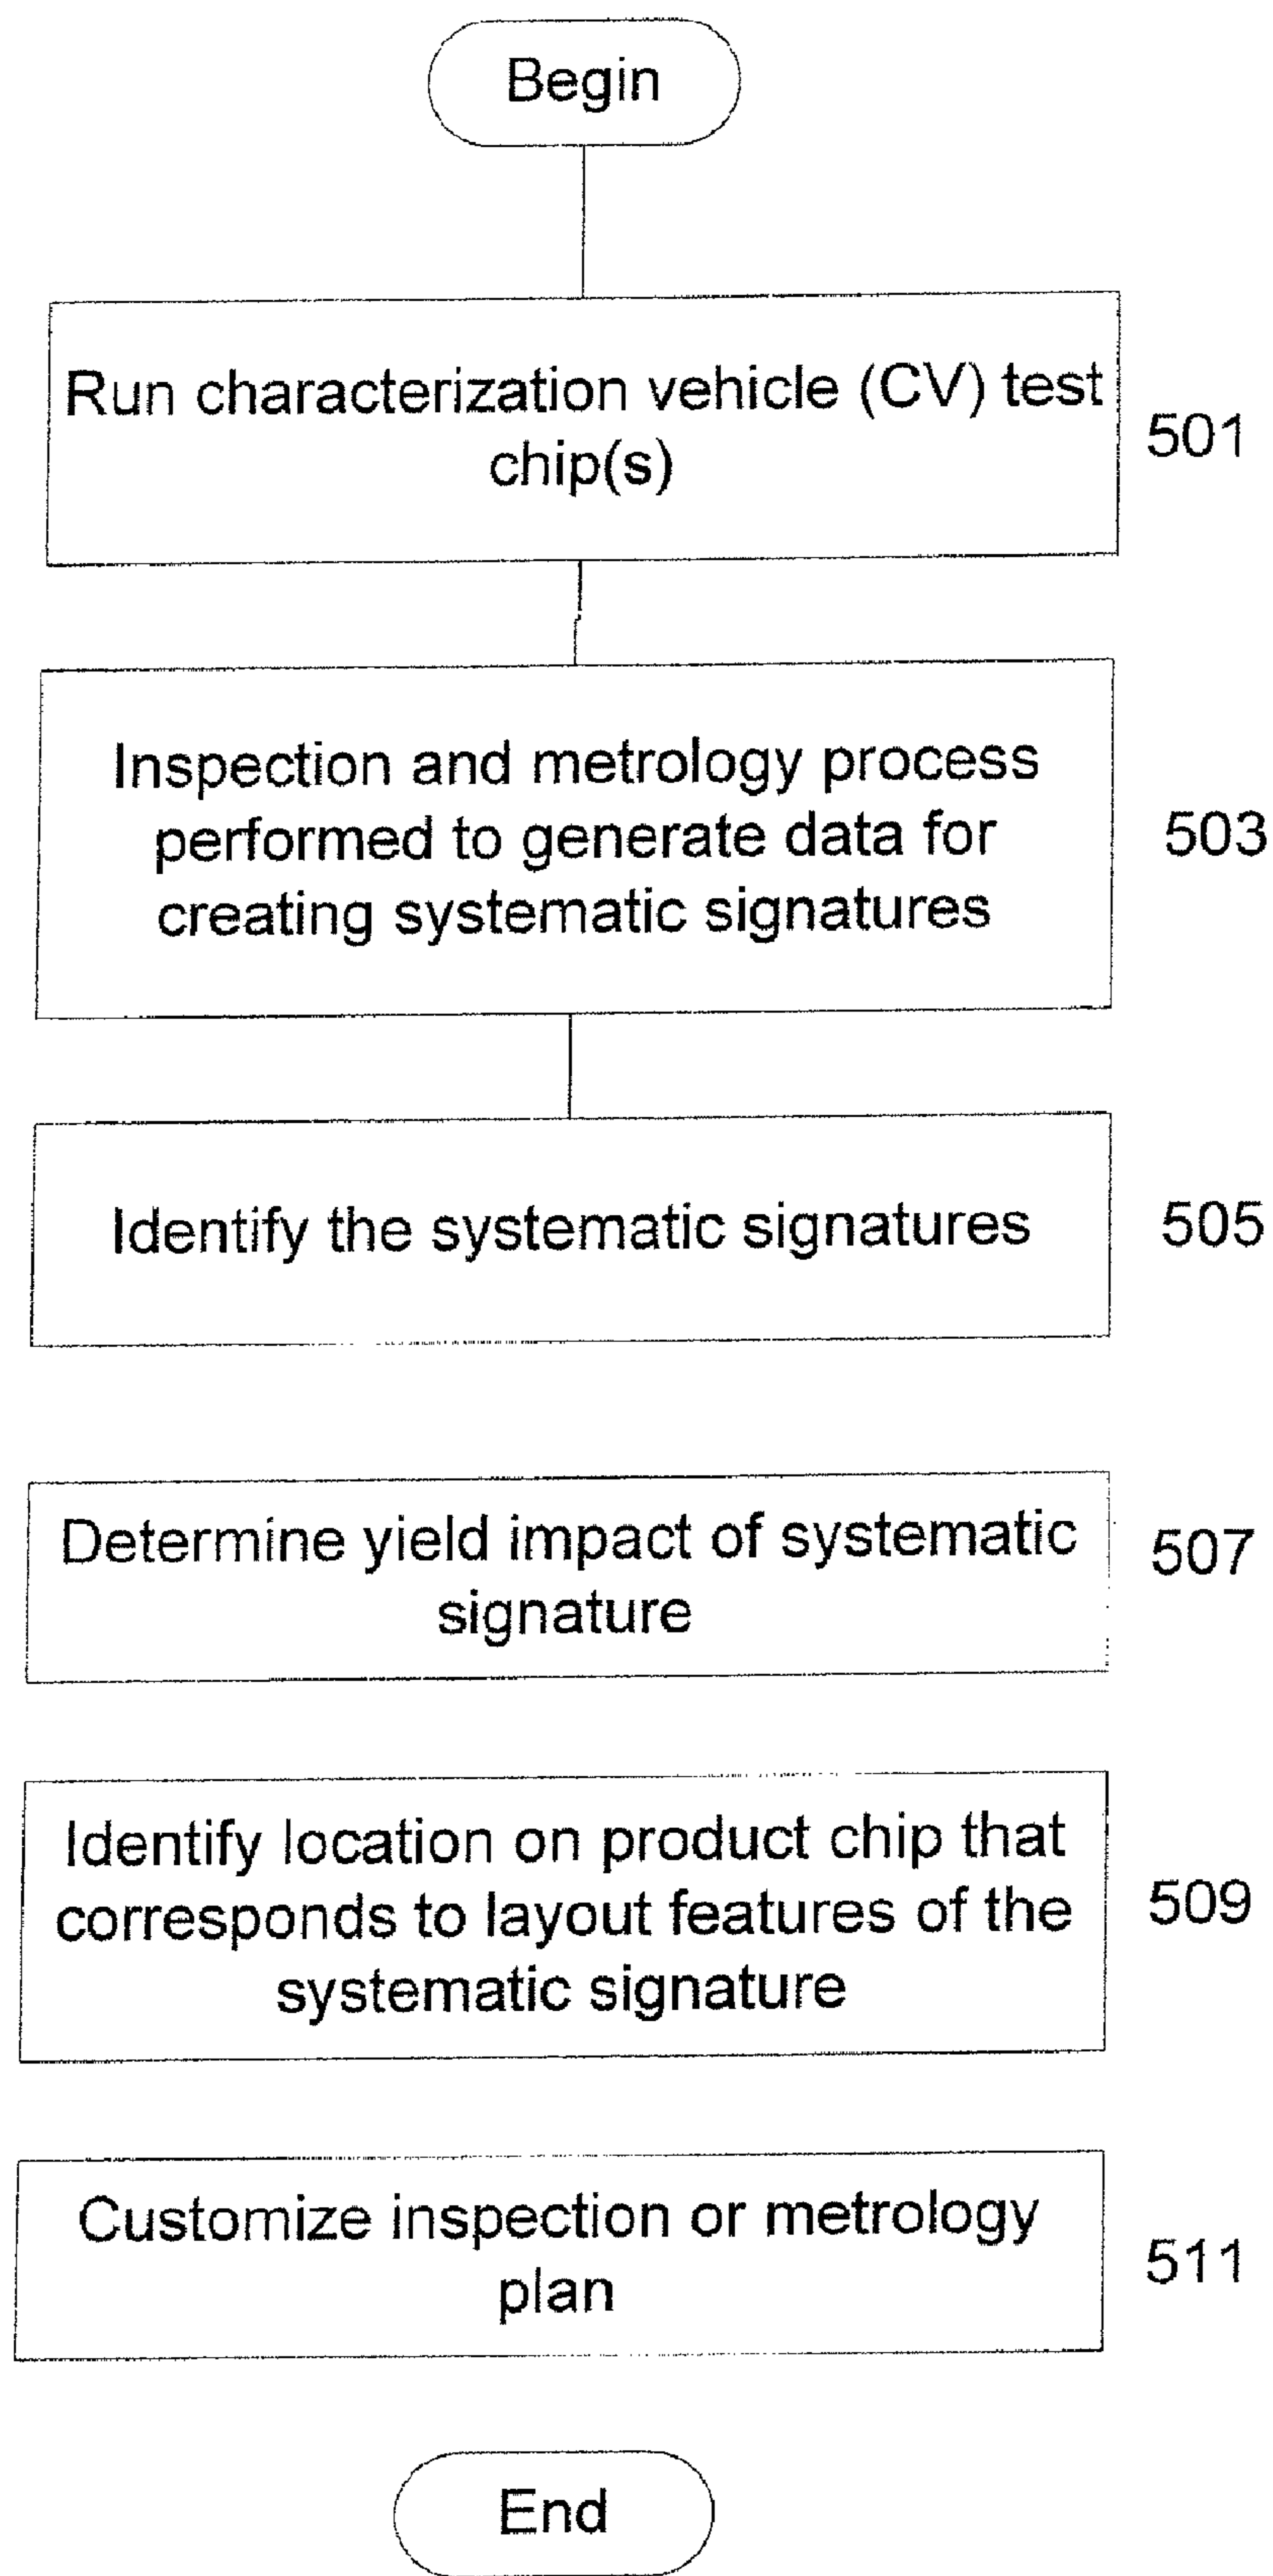 Begin
Run characterization vehicle (CV) test
chip(s)
501
Inspection and metrology process
performed to generate data for
creating systematic signatures
503
Identify the systematic signatures
505
Determine yield impact of systematic
signature
507
Identify location on product chip that
corresponds to layout features of the
systematic signature
509
Customize inspection or metrology
plan
511
End